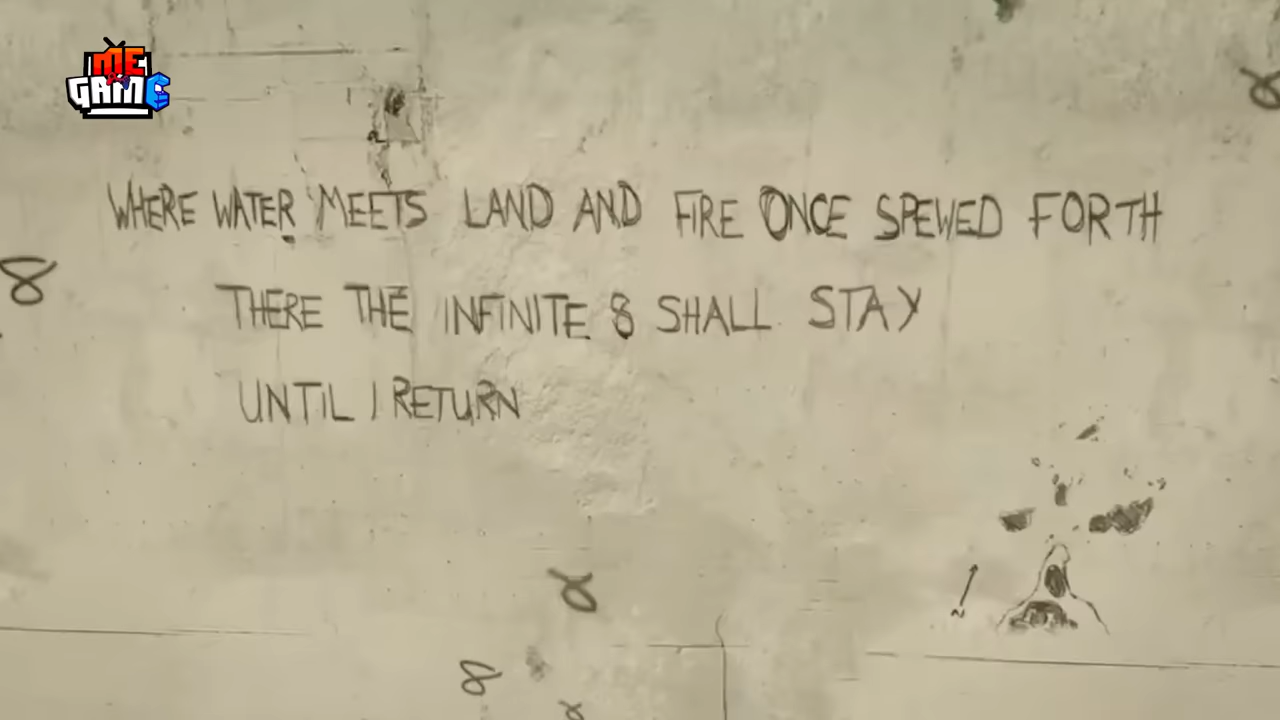 ME
GAME
WHERE WATER MEETS LAND AND FIRE ONCE SPEWED FORTH
THERE THE INFINITE 8 SHALL STAY
UNTIL I RETURN
8
8
8
8
N